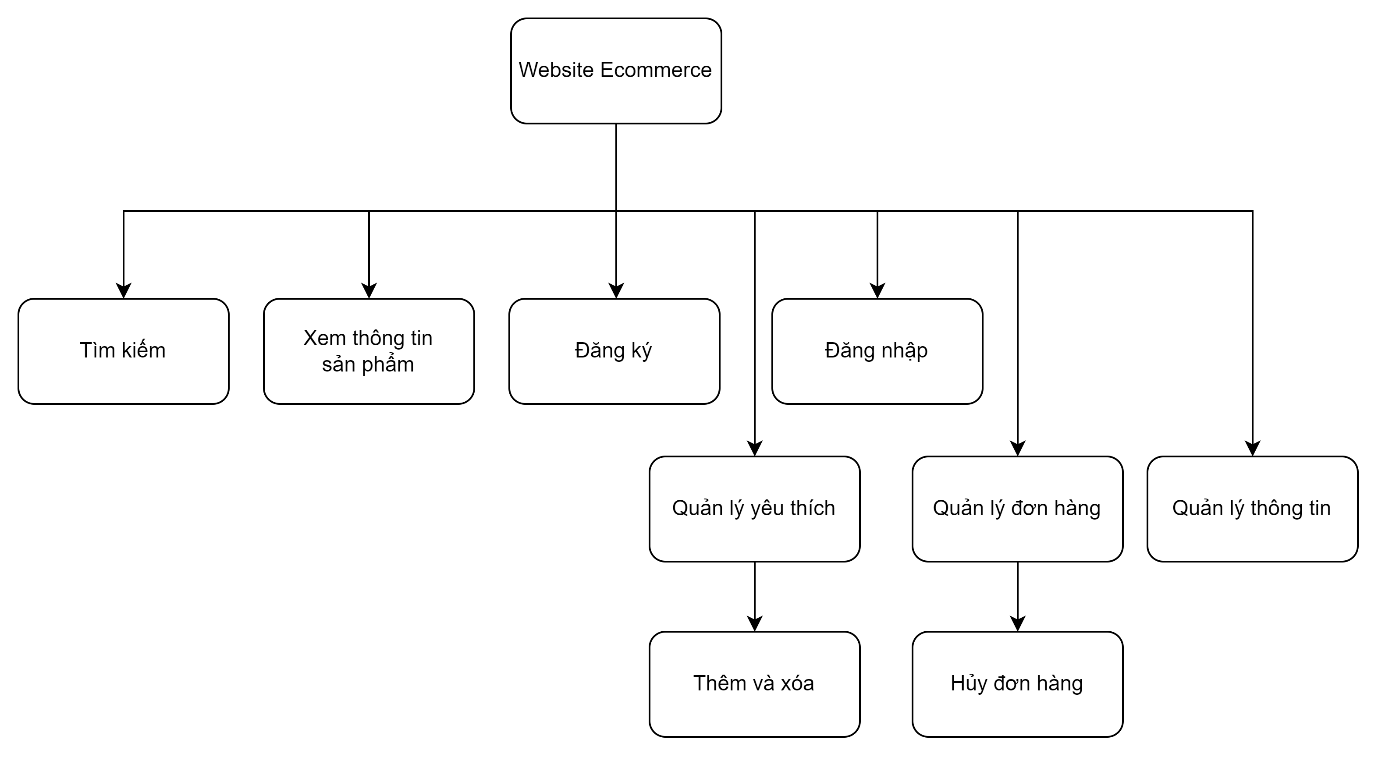 Website Ecommerce
Tìm kiếm
Xem thông tin
sản phẩm
Đăng ký
Đăng nhập
Quản lý yêu thích
Quản lý đơn hàng
Quản lý thông tin
Thêm và xóa
Hủy đơn hàng